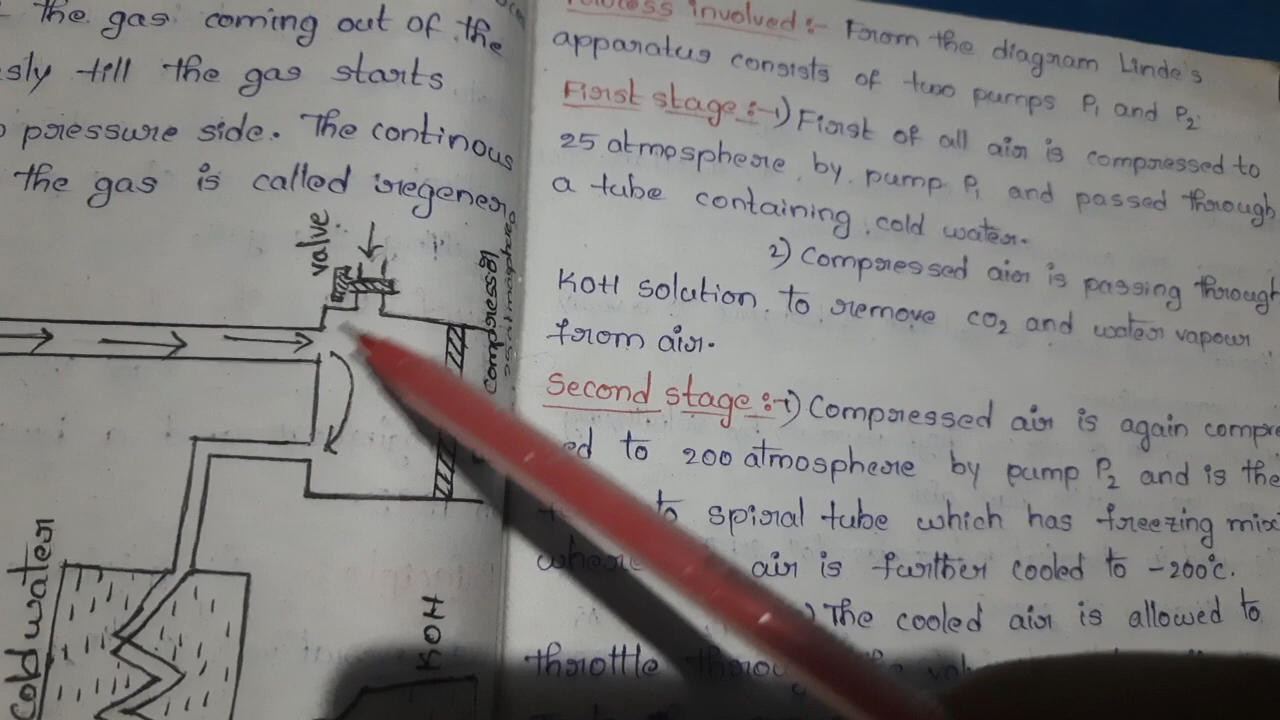 the gas coming out of the
sly till the gas starts
pressure side. The continous
the gas is called regener
valve
compressor
25 atmosphere
cold water
KOH
Process involved :- From the diagram Linde's
apparatus consists of two pumps P1 and P2
First stage :- 1) First of all air is compressed to
25 atmosphere by pump P1 and passed through
a tube containing cold water.
2) Compressed air is passing through
KOH solution to remove CO2 and water vapour
from air.
Second stage :- 1) Compressed air is again compre
ed to 200 atmosphere by pump P2 and is the
to spiral tube which has freezing mix
where air is further cooled to -200°c.
) The cooled air is allowed to
throttle